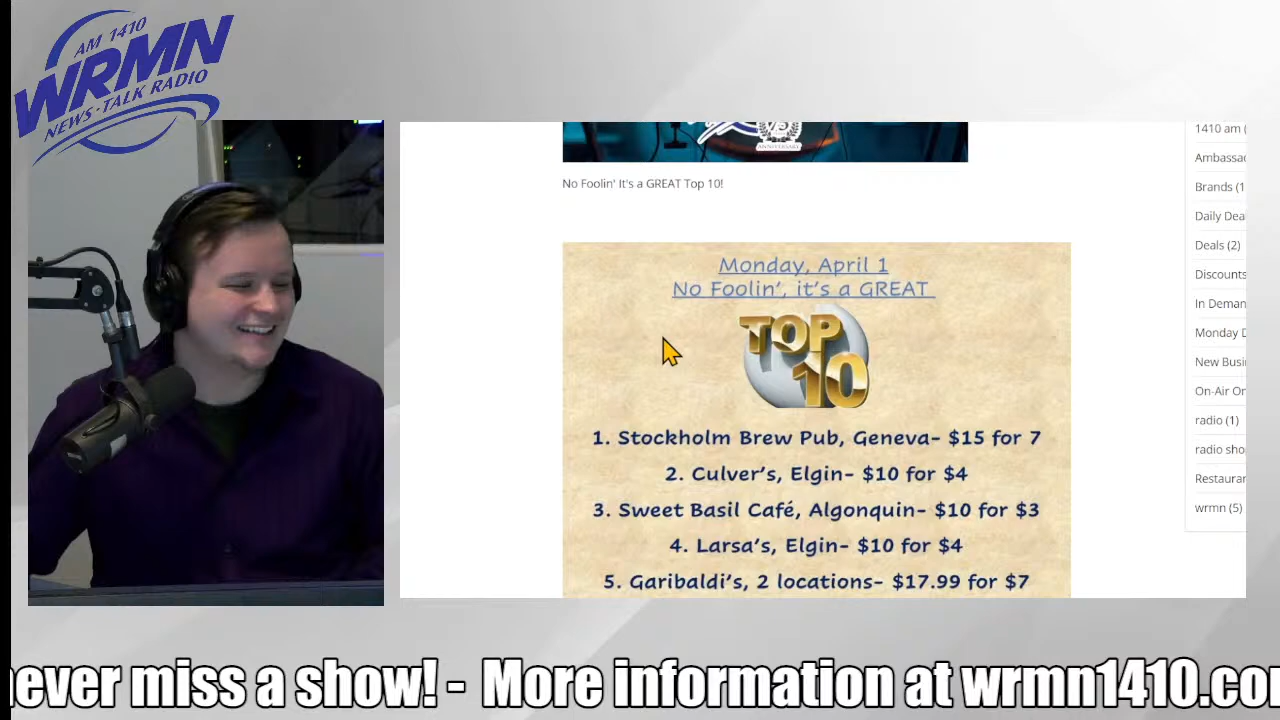 AM 1410
WRMN
NEWS·TALK RADIO
ANNIVERSARY
No Foolin' It's a GREAT Top 10!
Monday, April 1
No Foolin', it's a GREAT
TOP
10
1. Stockholm Brew Pub, Geneva- $15 for 7
2. Culver's, Elgin- $10 for $4
3. Sweet Basil Café, Algonquin- $10 for $3
4. Larsa's, Elgin- $10 for $4
5. Garibaldi's, 2 locations- $17.99 for $7
1410 am (
Ambassa
Brands (1
Daily Dea
Deals (2)
Discounts
In Deman
Monday D
New Busi
On-Air On
radio (1)
radio sho
Restaurar
wrmn (5)
never miss a show! - More information at wrmn1410.co